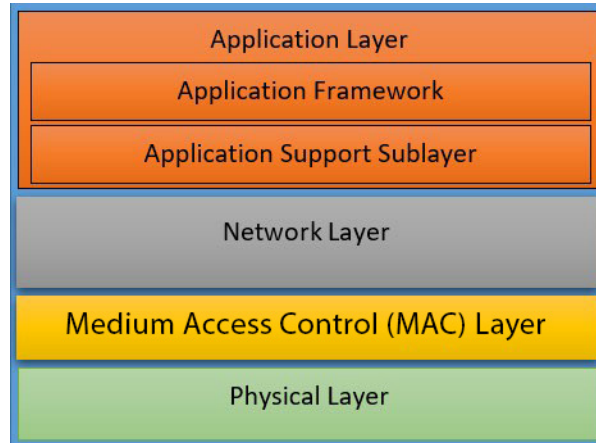 Application Layer
Application Framework
Application Support Sublayer
Network Layer
Medium Access Control (MAC) Layer
Physical Layer